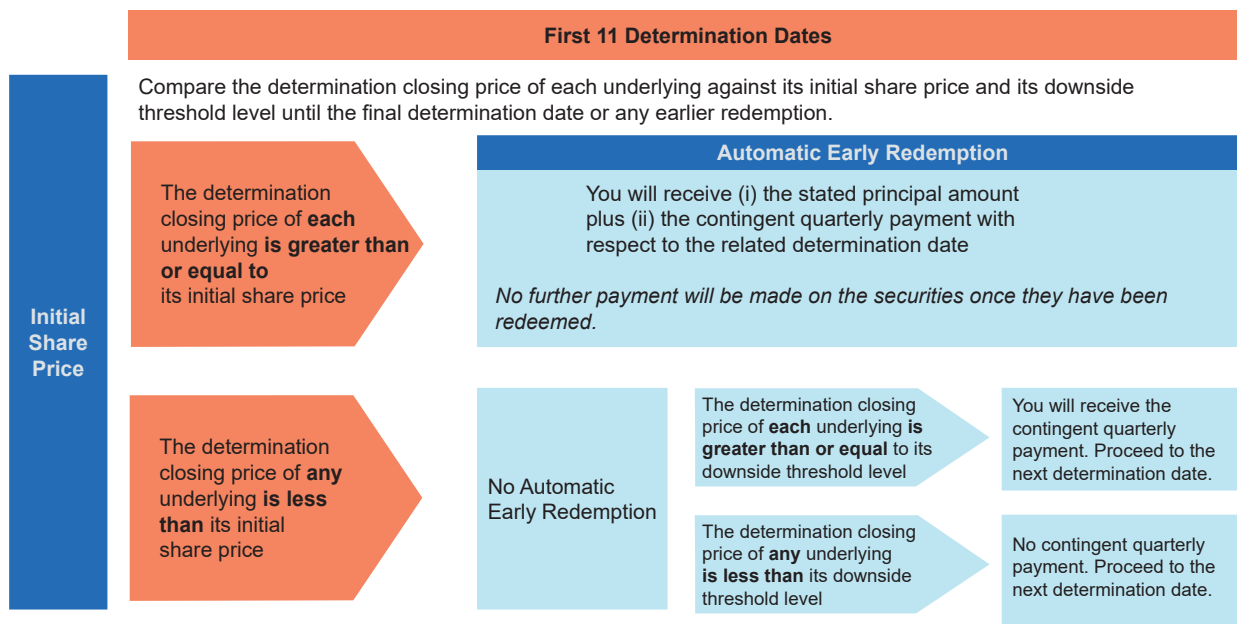 First 11 Determination Dates
Compare the determination closing price of each underlying against its initial share price and its downside
threshold level until the final determination date or any earlier redemption.
Initial
Share
Price
The determination
closing price of each
underlying is greater than
or equal to
its initial share price
Automatic Early Redemption
You will receive (i) the stated principal amount
plus (ii) the contingent quarterly payment with
respect to the related determination date
No further payment will be made on the securities once they have been
redeemed.
The determination
closing price of any
underlying is less
than its initial
share price
No Automatic
Early Redemption
The determination closing
price of each underlying is
greater than or equal to its
downside threshold level
You will receive the
contingent quarterly
payment. Proceed to the
next determination date.
The determination closing
price of any underlying
is less than its downside
threshold level
No contingent quarterly
payment. Proceed to the
next determination date.